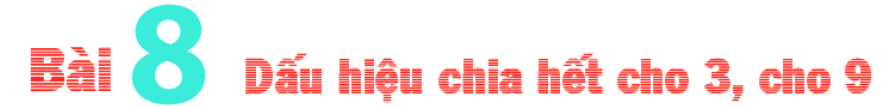 Bài 8 Dấu hiệu chia hết cho 3, cho 9